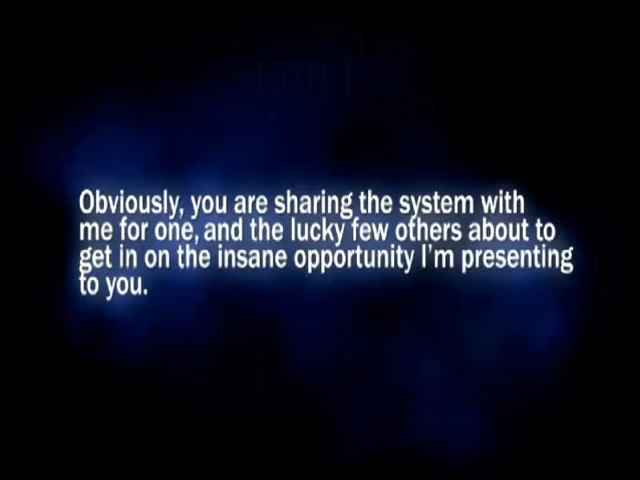 Obviously, you are sharing the system with
me for one, and the lucky few others about to
get in on the insane opportunity I'm presenting
to you.